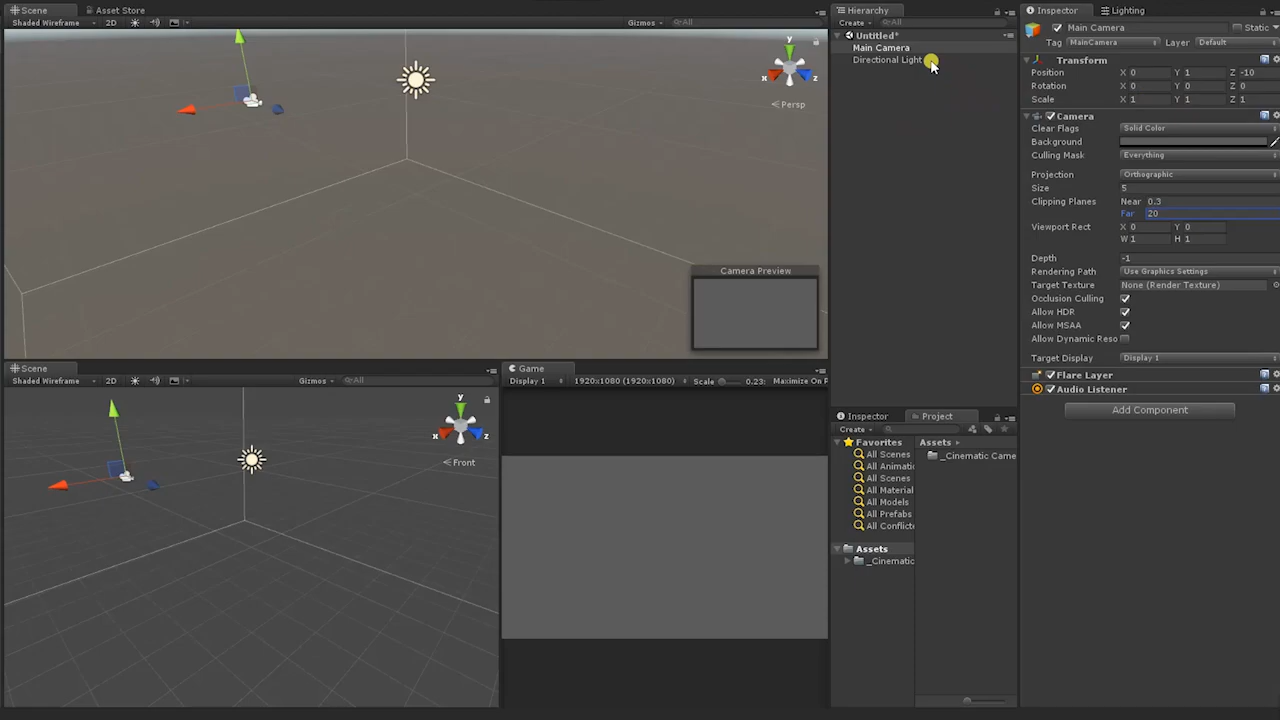 Scene
Asset Store
Shaded Wireframe
2D
Gizmos
All
y
x
z
Persp
Camera Preview
Scene
Shaded Wireframe
2D
Gizmos
All
y
x
z
Front
Game
Display 1
1920x1080 (1920x1080)
Scale
0.23:
Maximize On P
Hierarchy
Create
All
Untitled*
Main Camera
Directional Light
Inspector
Project
Create
Favorites
All Scenes
All Animati
All Scenes
All Material
All Models
All Prefabs
All Conflict
Assets
_Cinematic
Assets
_Cinematic Came
Inspector
Lighting
Main Camera
Static
Tag MainCamera Layer Default
Transform
Position X 0 Y 1 Z -10
Rotation X 0 Y 0 Z 0
Scale X 1 Y 1 Z 1
Camera
Clear Flags Solid Color
Background
Culling Mask Everything
Projection Orthographic
Size 5
Clipping Planes Near 0.3
Far 20
Viewport Rect X 0 Y 0
W 1 H 1
Depth -1
Rendering Path Use Graphics Settings
Target Texture None (Render Texture)
Occlusion Culling
Allow HDR
Allow MSAA
Allow Dynamic Reso
Target Display Display 1
Flare Layer
Audio Listener
Add Component